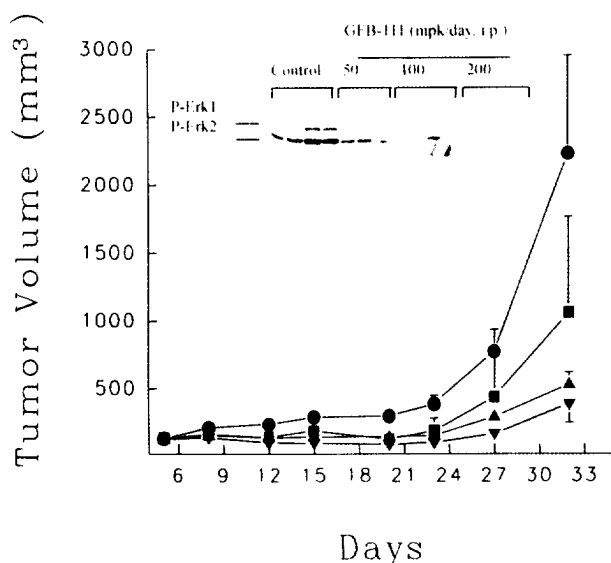 GFB-111 (mpk/day, i.p.)
Control 50 100 200
P-Erk1
P-Erk2
Tumor Volume (mm³)
3000
2500
2000
1500
1000
500
6 9 12 15 18 21 24 27 30 33
Days